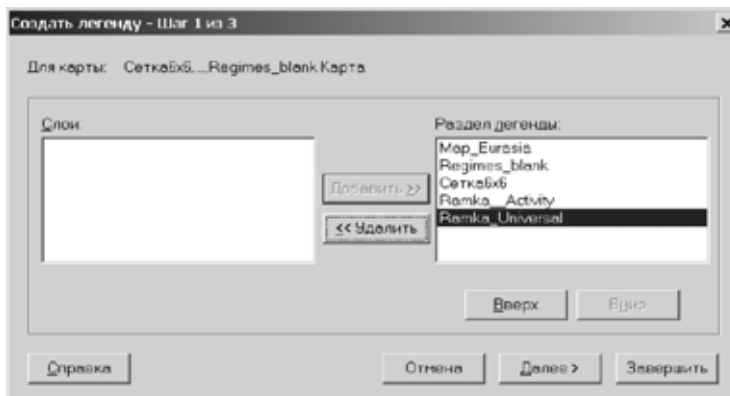 Создать легенду - Шаг 1 из 3
Для карты: Сетка6x6,...,Regimes_blank Карта
Слои:
Раздел легенды:
Map_Eurasia
Regimes_blank
Сетка6x6
Ramka__Activity
Ramka_Universal
Добавить >>
<< Удалить
Вверх
Вниз
Справка
Отмена
Далее >
Завершить